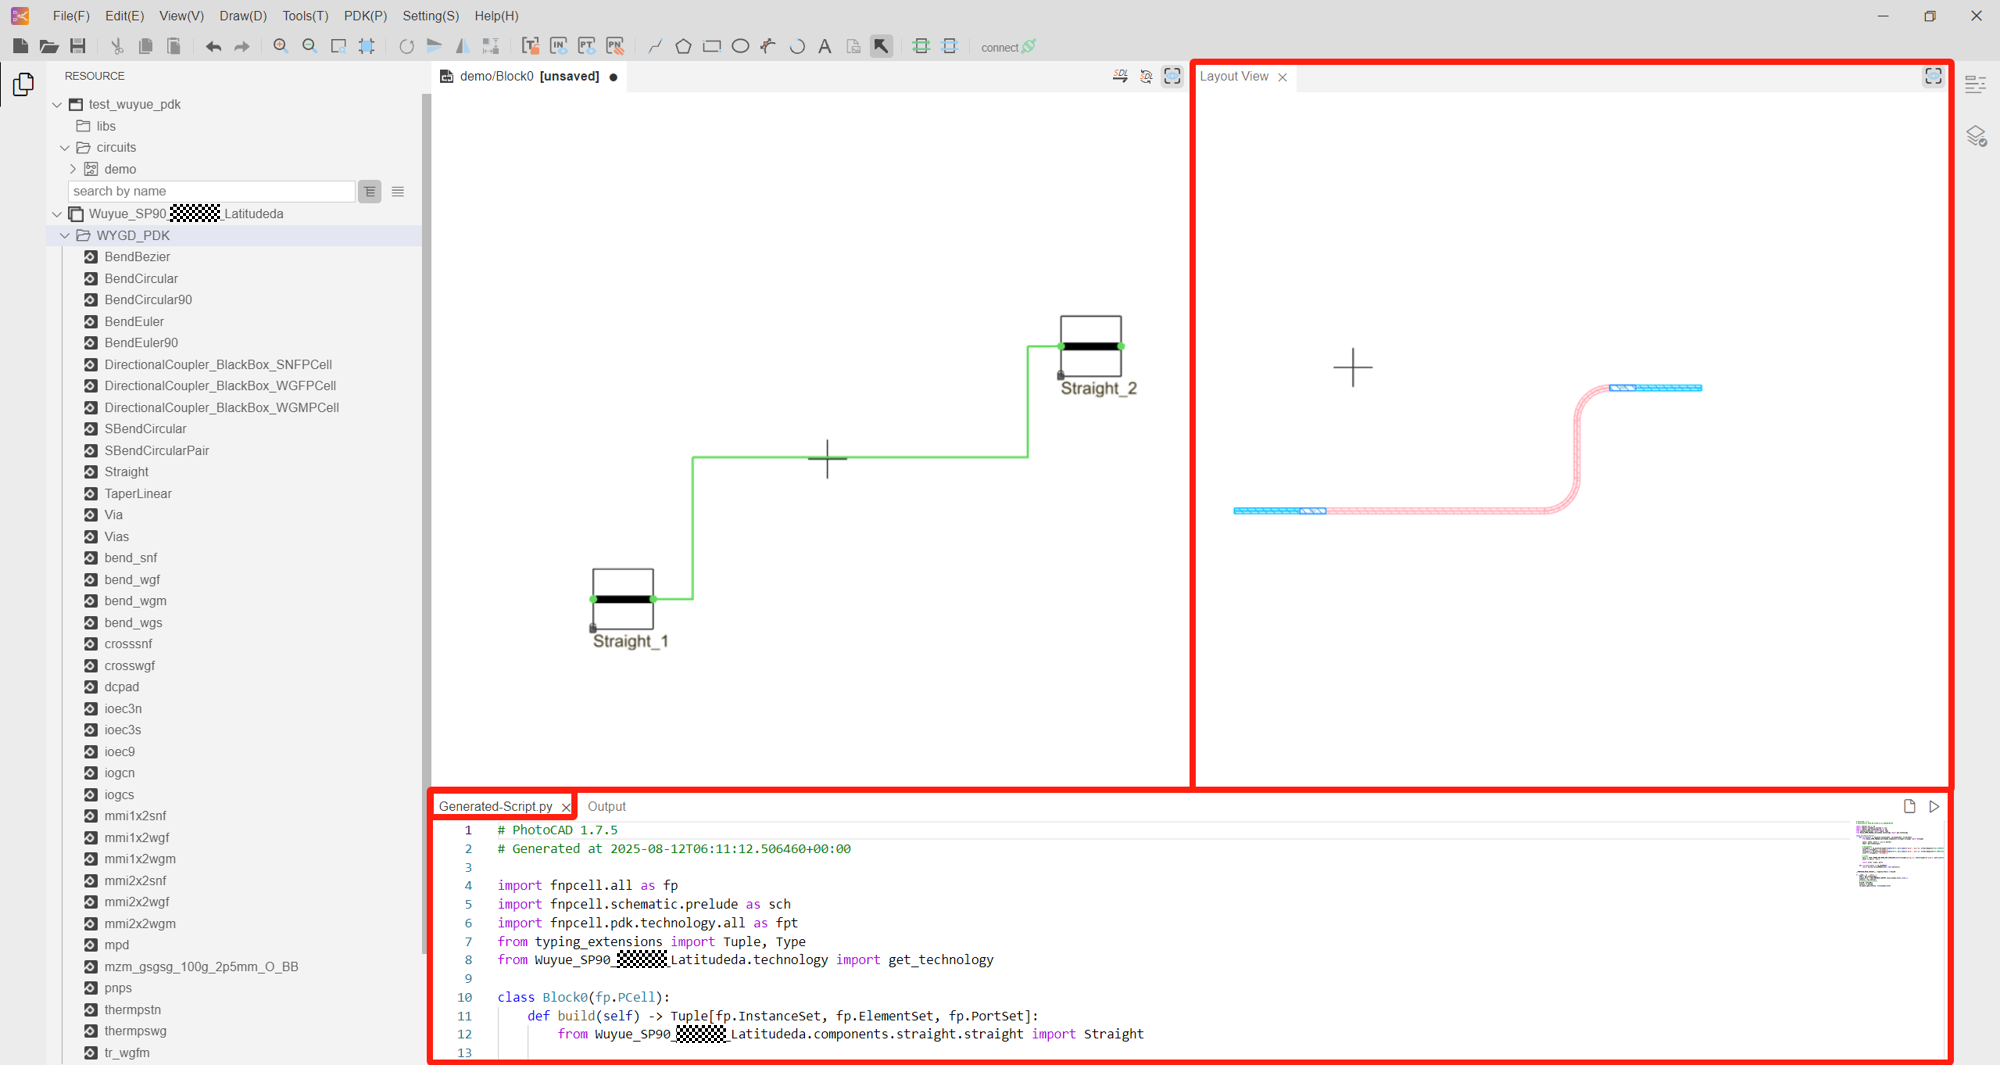 File(F) Edit(E) View(V) Draw(D) Tools(T) PDK(P) Setting(S) Help(H)
connect
RESOURCE
test_wuyue_pdk
libs
circuits
demo
search by name
Wuyue_SP90_ _Latitudeda
WYGD_PDK
BendBezier
BendCircular
BendCircular90
BendEuler
BendEuler90
DirectionalCoupler_BlackBox_SNFPCell
DirectionalCoupler_BlackBox_WGFPCell
DirectionalCoupler_BlackBox_WGMPCell
SBendCircular
SBendCircularPair
Straight
TaperLinear
Via
Vias
bend_snf
bend_wgf
bend_wgm
bend_wgs
crosssnf
crosswgf
dcpad
ioec3n
ioec3s
ioec9
iogcn
iogcs
mmi1x2snf
mmi1x2wgf
mmi1x2wgm
mmi2x2snf
mmi2x2wgf
mmi2x2wgm
mpd
mzm_gsgsg_100g_2p5mm_O_BB
pnps
thermpstn
thermpswg
tr_wgfm
demo/Block0 [unsaved]
SDL
Straight_2
Straight_1
Layout View
Generated-Script.py Output
1 # PhotoCAD 1.7.5
2 # Generated at 2025-08-12T06:11:12.506460+00:00
3
4 import fnpcell.all as fp
5 import fnpcell.schematic.prelude as sch
6 import fnpcell.pdk.technology.all as fpt
7 from typing_extensions import Tuple, Type
8 from Wuyue_SP90_ _Latitudeda.technology import get_technology
9
10 class Block0(fp.PCell):
11 def build(self) -> Tuple[fp.InstanceSet, fp.ElementSet, fp.PortSet]:
12 from Wuyue_SP90_ _Latitudeda.components.straight.straight import Straight
13